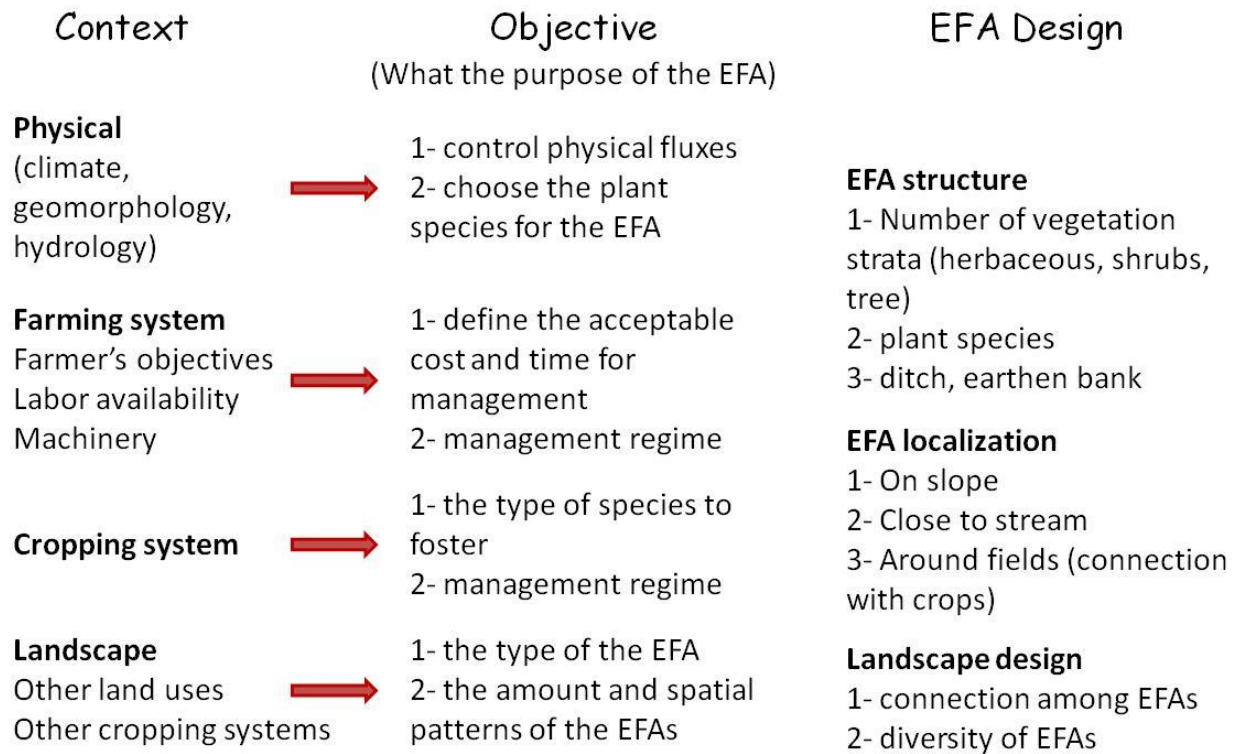 Context
Objective
(What the purpose of the EFA)
EFA Design
Physical
(climate,
geomorphology,
hydrology)
1- control physical fluxes
2- choose the plant
species for the EFA
Farming system
Farmer’s objectives
Labor availability
Machinery
1- define the acceptable
cost and time for
management
2- management regime
Cropping system
1- the type of species to
foster
2- management regime
Landscape
Other land uses
Other cropping systems
1- the type of the EFA
2- the amount and spatial
patterns of the EFAs
EFA structure
1- Number of vegetation
strata (herbaceous, shrubs,
tree)
2- plant species
3- ditch, earthen bank
EFA localization
1- On slope
2- Close to stream
3- Around fields (connection
with crops)
Landscape design
1- connection among EFAs
2- diversity of EFAs